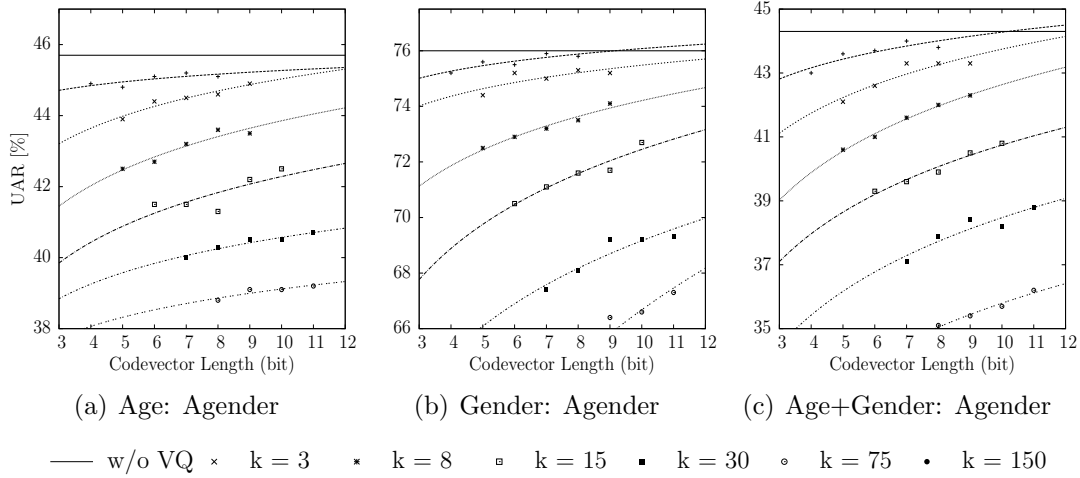 UAR [%]
46
44
42
40
38
3 4 5 6 7 8 9 10 11 12
Codevector Length (bit)
(a) Age: Agender
76
74
72
70
68
66
3 4 5 6 7 8 9 10 11 12
Codevector Length (bit)
(b) Gender: Agender
45
43
41
39
37
35
3 4 5 6 7 8 9 10 11 12
Codevector Length (bit)
(c) Age+Gender: Agender
w/o VQ k = 3 k = 8 k = 15 k = 30 k = 75 k = 150